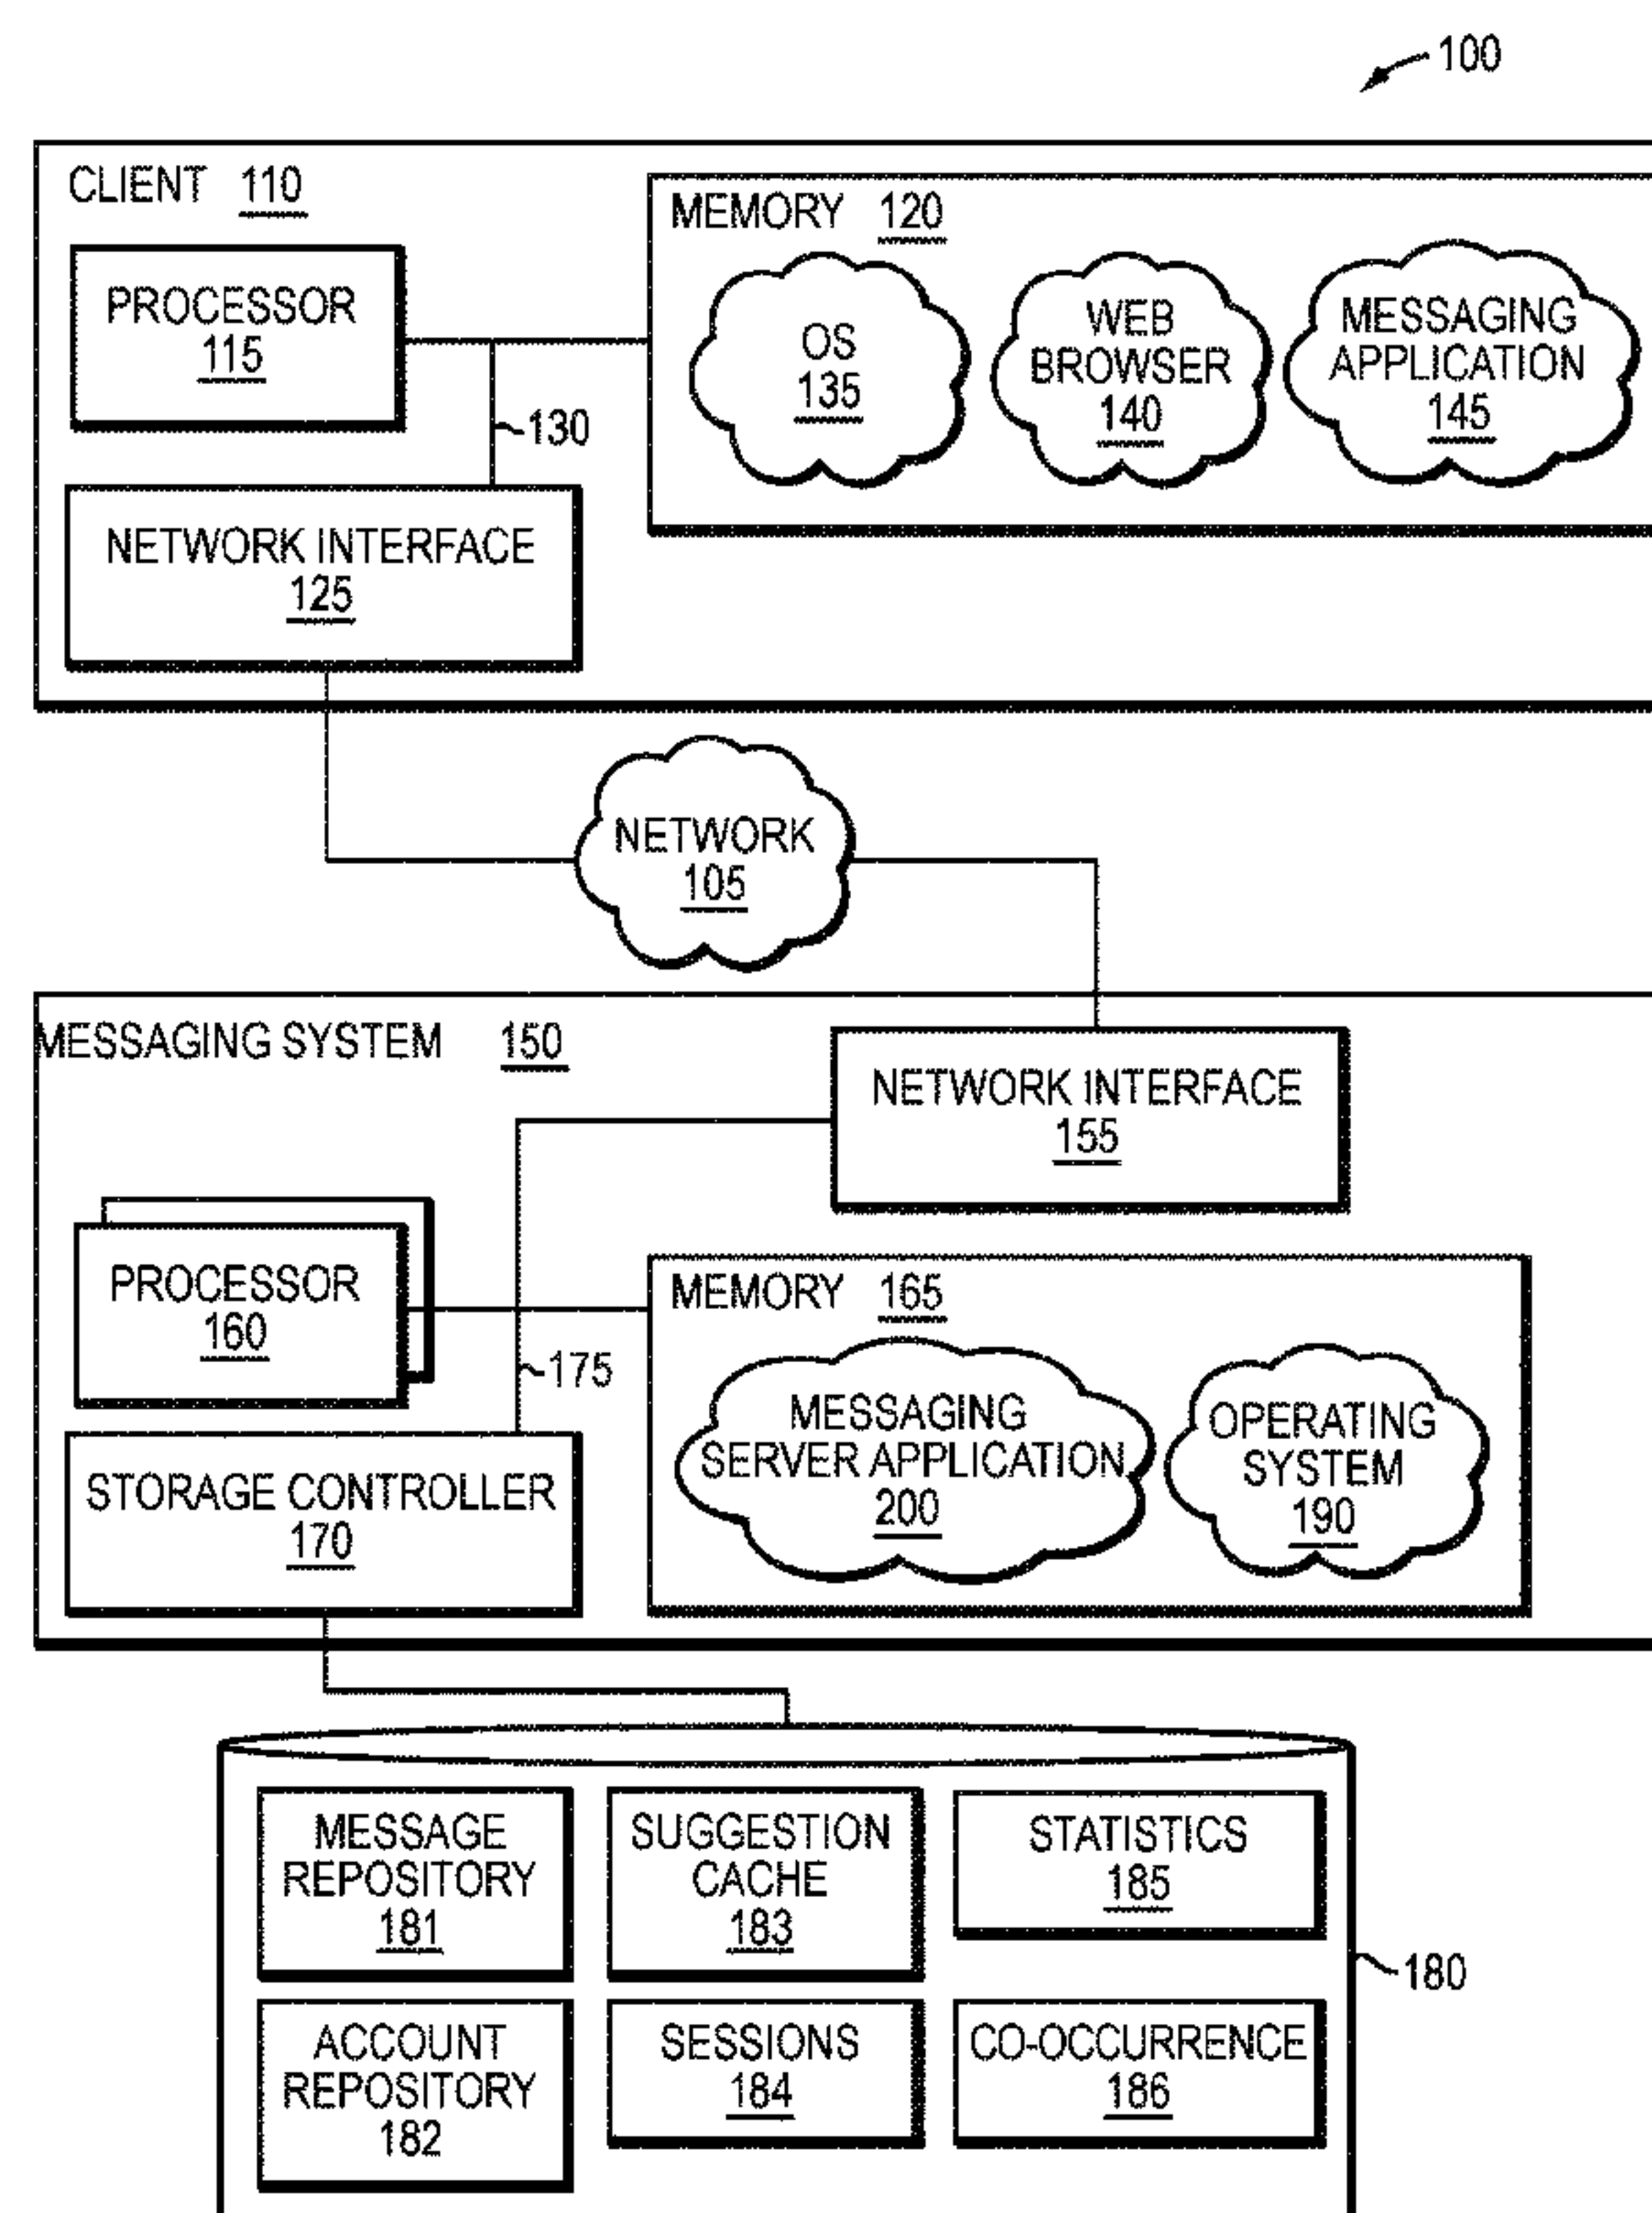 100
CLIENT 110
PROCESSOR
115
130
NETWORK INTERFACE
125
MEMORY 120
OS
135
WEB
BROWSER
140
MESSAGING
APPLICATION
145
NETWORK
105
MESSAGING SYSTEM 150
NETWORK INTERFACE
155
PROCESSOR
160
175
STORAGE CONTROLLER
170
MEMORY 165
MESSAGING
SERVER APPLICATION
200
OPERATING
SYSTEM
190
MESSAGE
REPOSITORY
181
SUGGESTION
CACHE
183
STATISTICS
185
180
ACCOUNT
REPOSITORY
182
SESSIONS
184
CO-OCCURRENCE
186